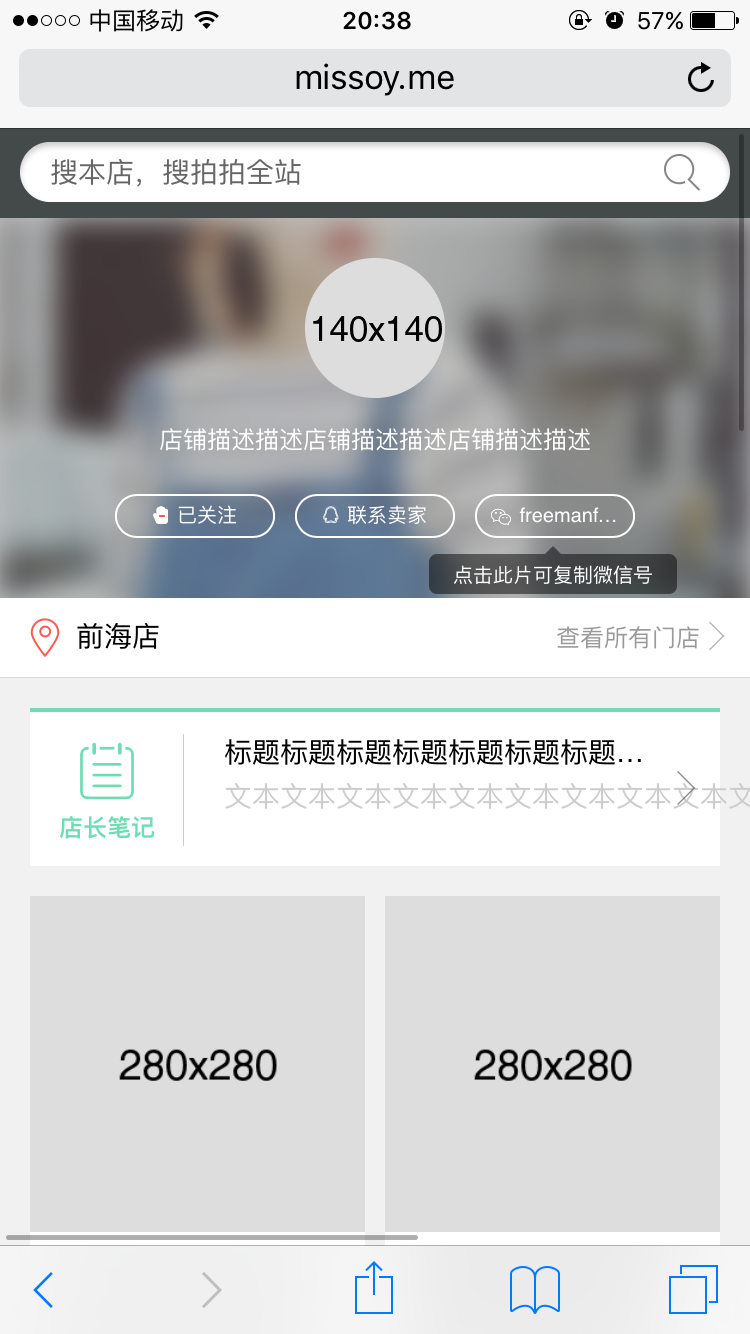 中国移动 20:38 57%
missoy.me
搜本店，搜拍拍全站
140x140
店铺描述描述店铺描述描述店铺描述描述
已关注 联系卖家 freemanf...
点击此片可复制微信号
前海店 查看所有门店
标题标题标题标题标题标题标题...
文本文本文本文本文本文本文本文本文本文
店长笔记
280x280 280x280